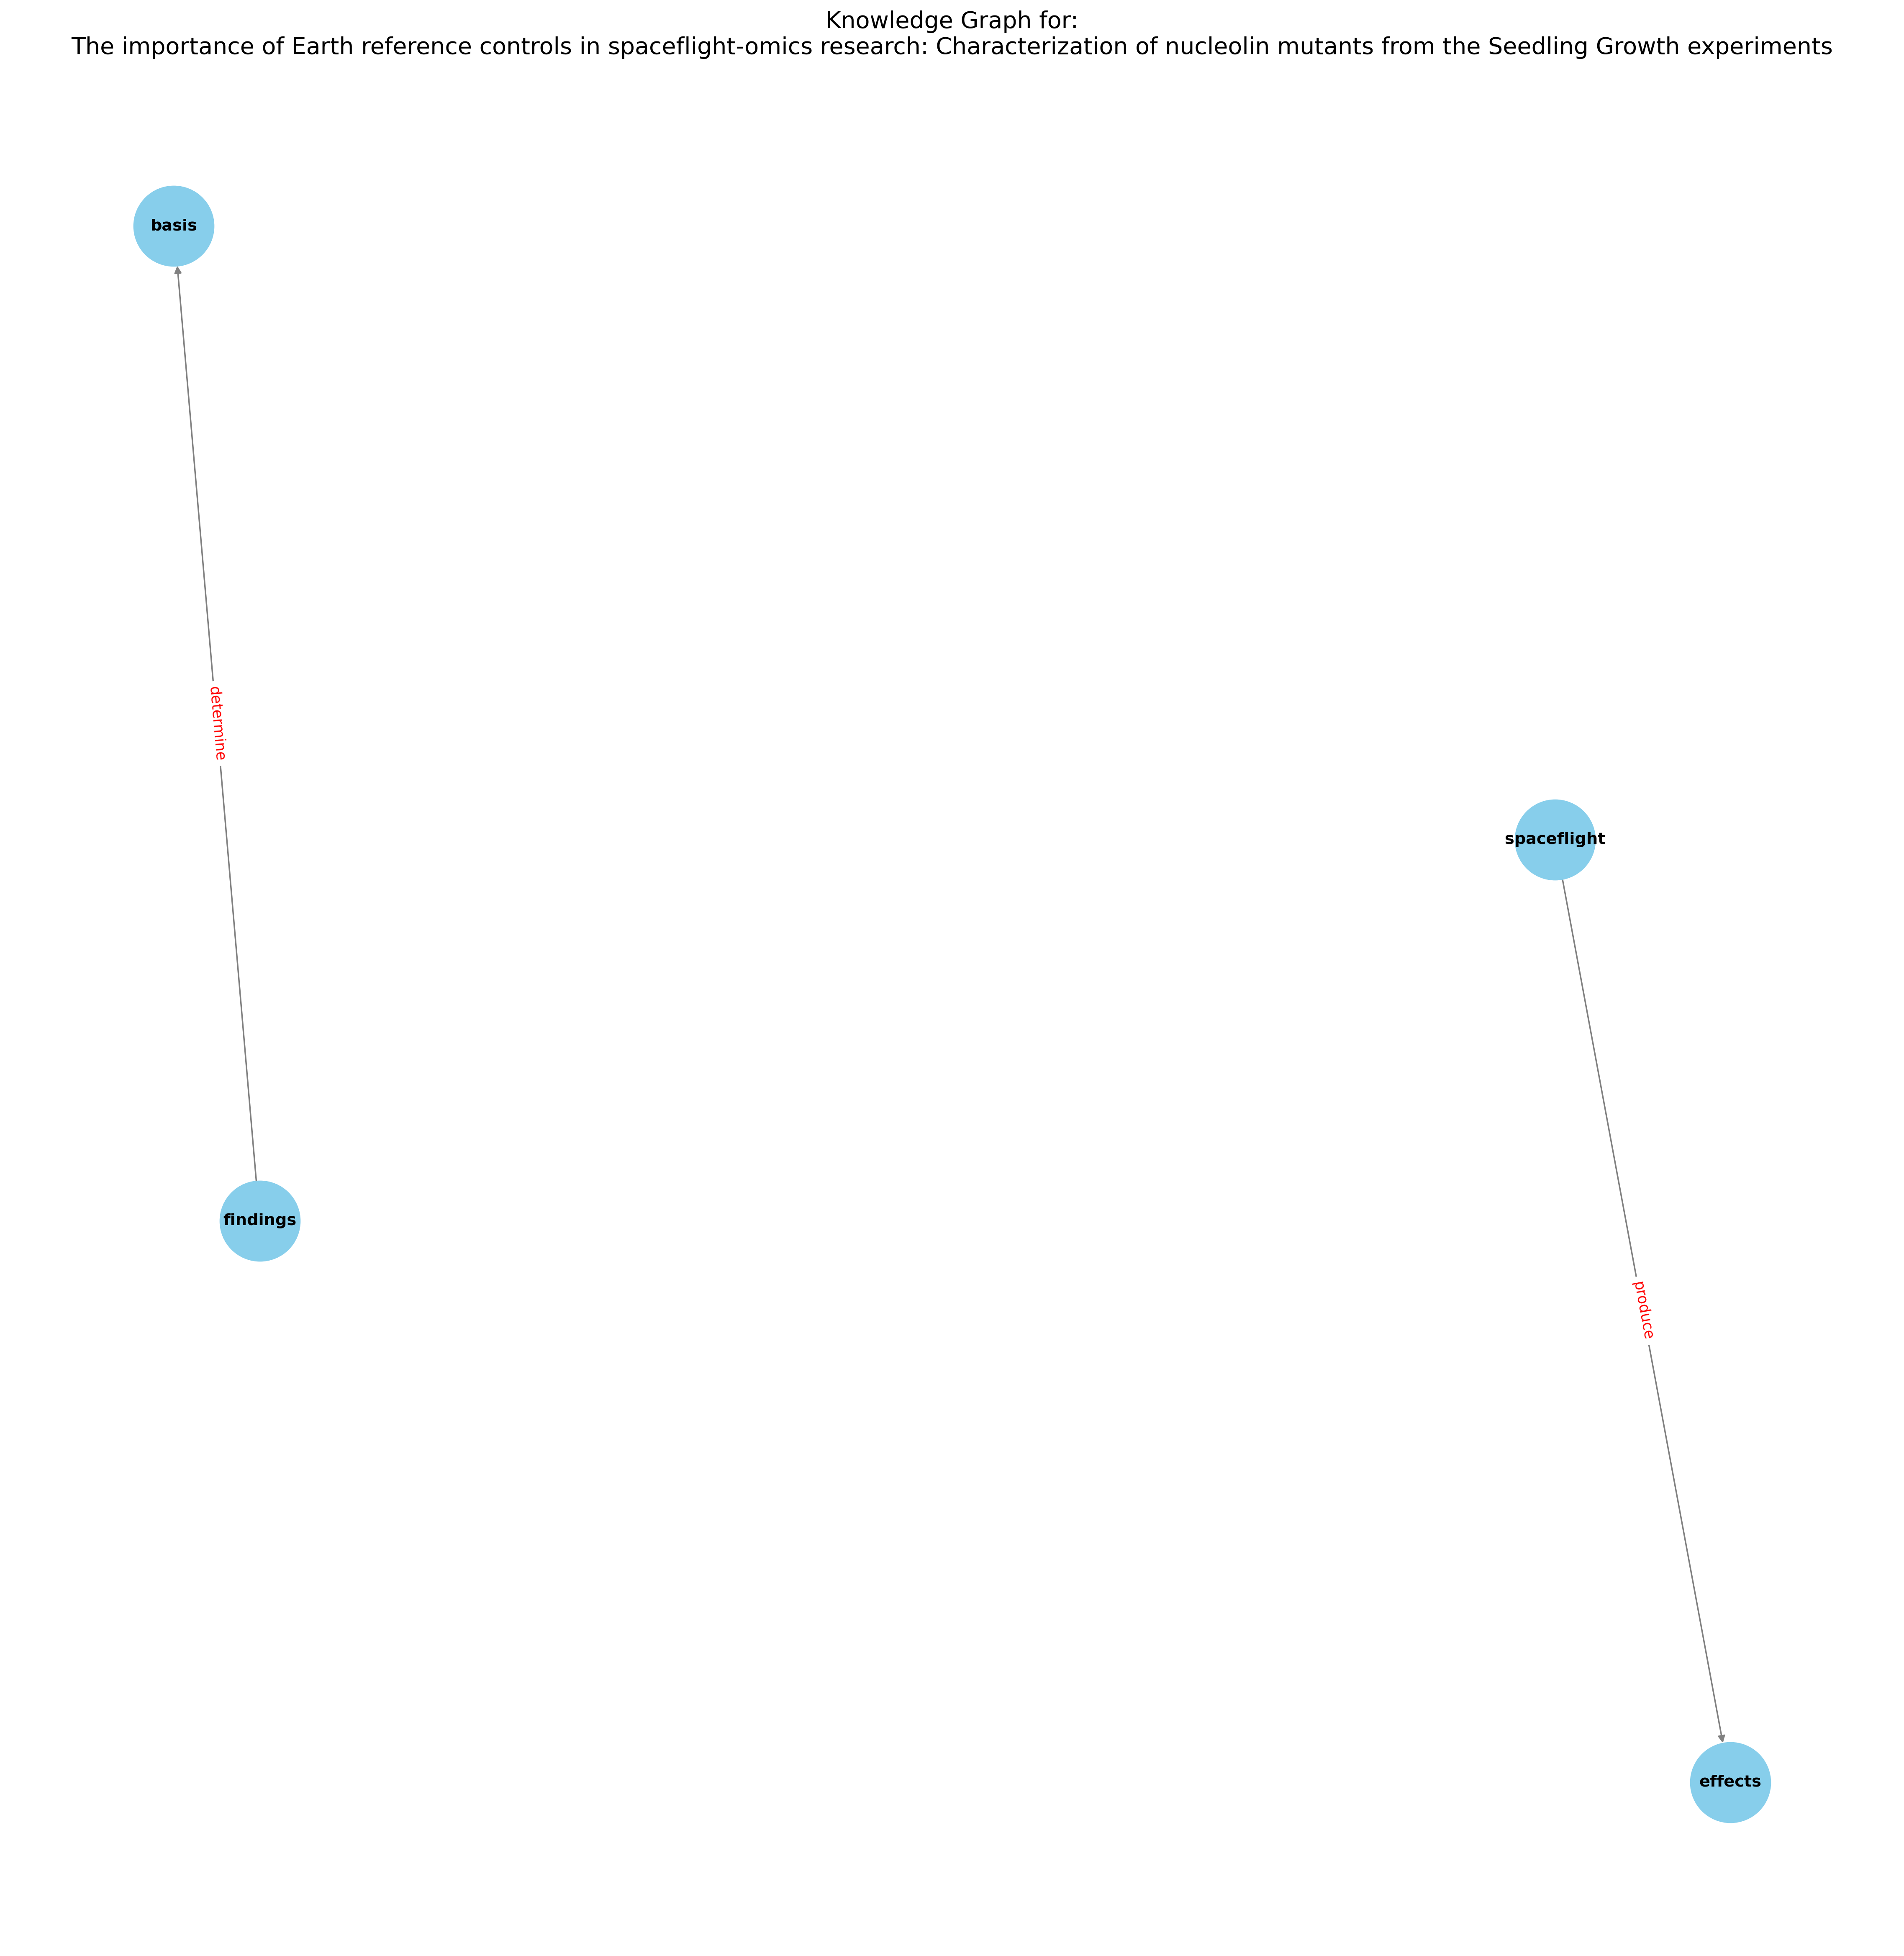 Knowledge Graph for:
The importance of Earth reference controls in spaceflight-omics research: Characterization of nucleolin mutants from the Seedling Growth experiments
basis
determine
spaceflight
findings
produce
effects